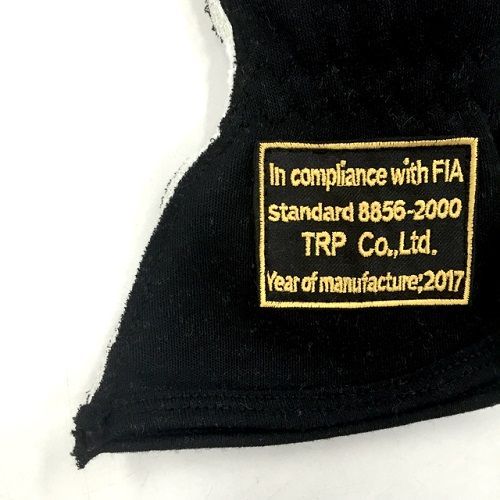 In compliance with FIA
standard 8856-2000
TRP Co.,Ltd.
Year of manufacture;2017